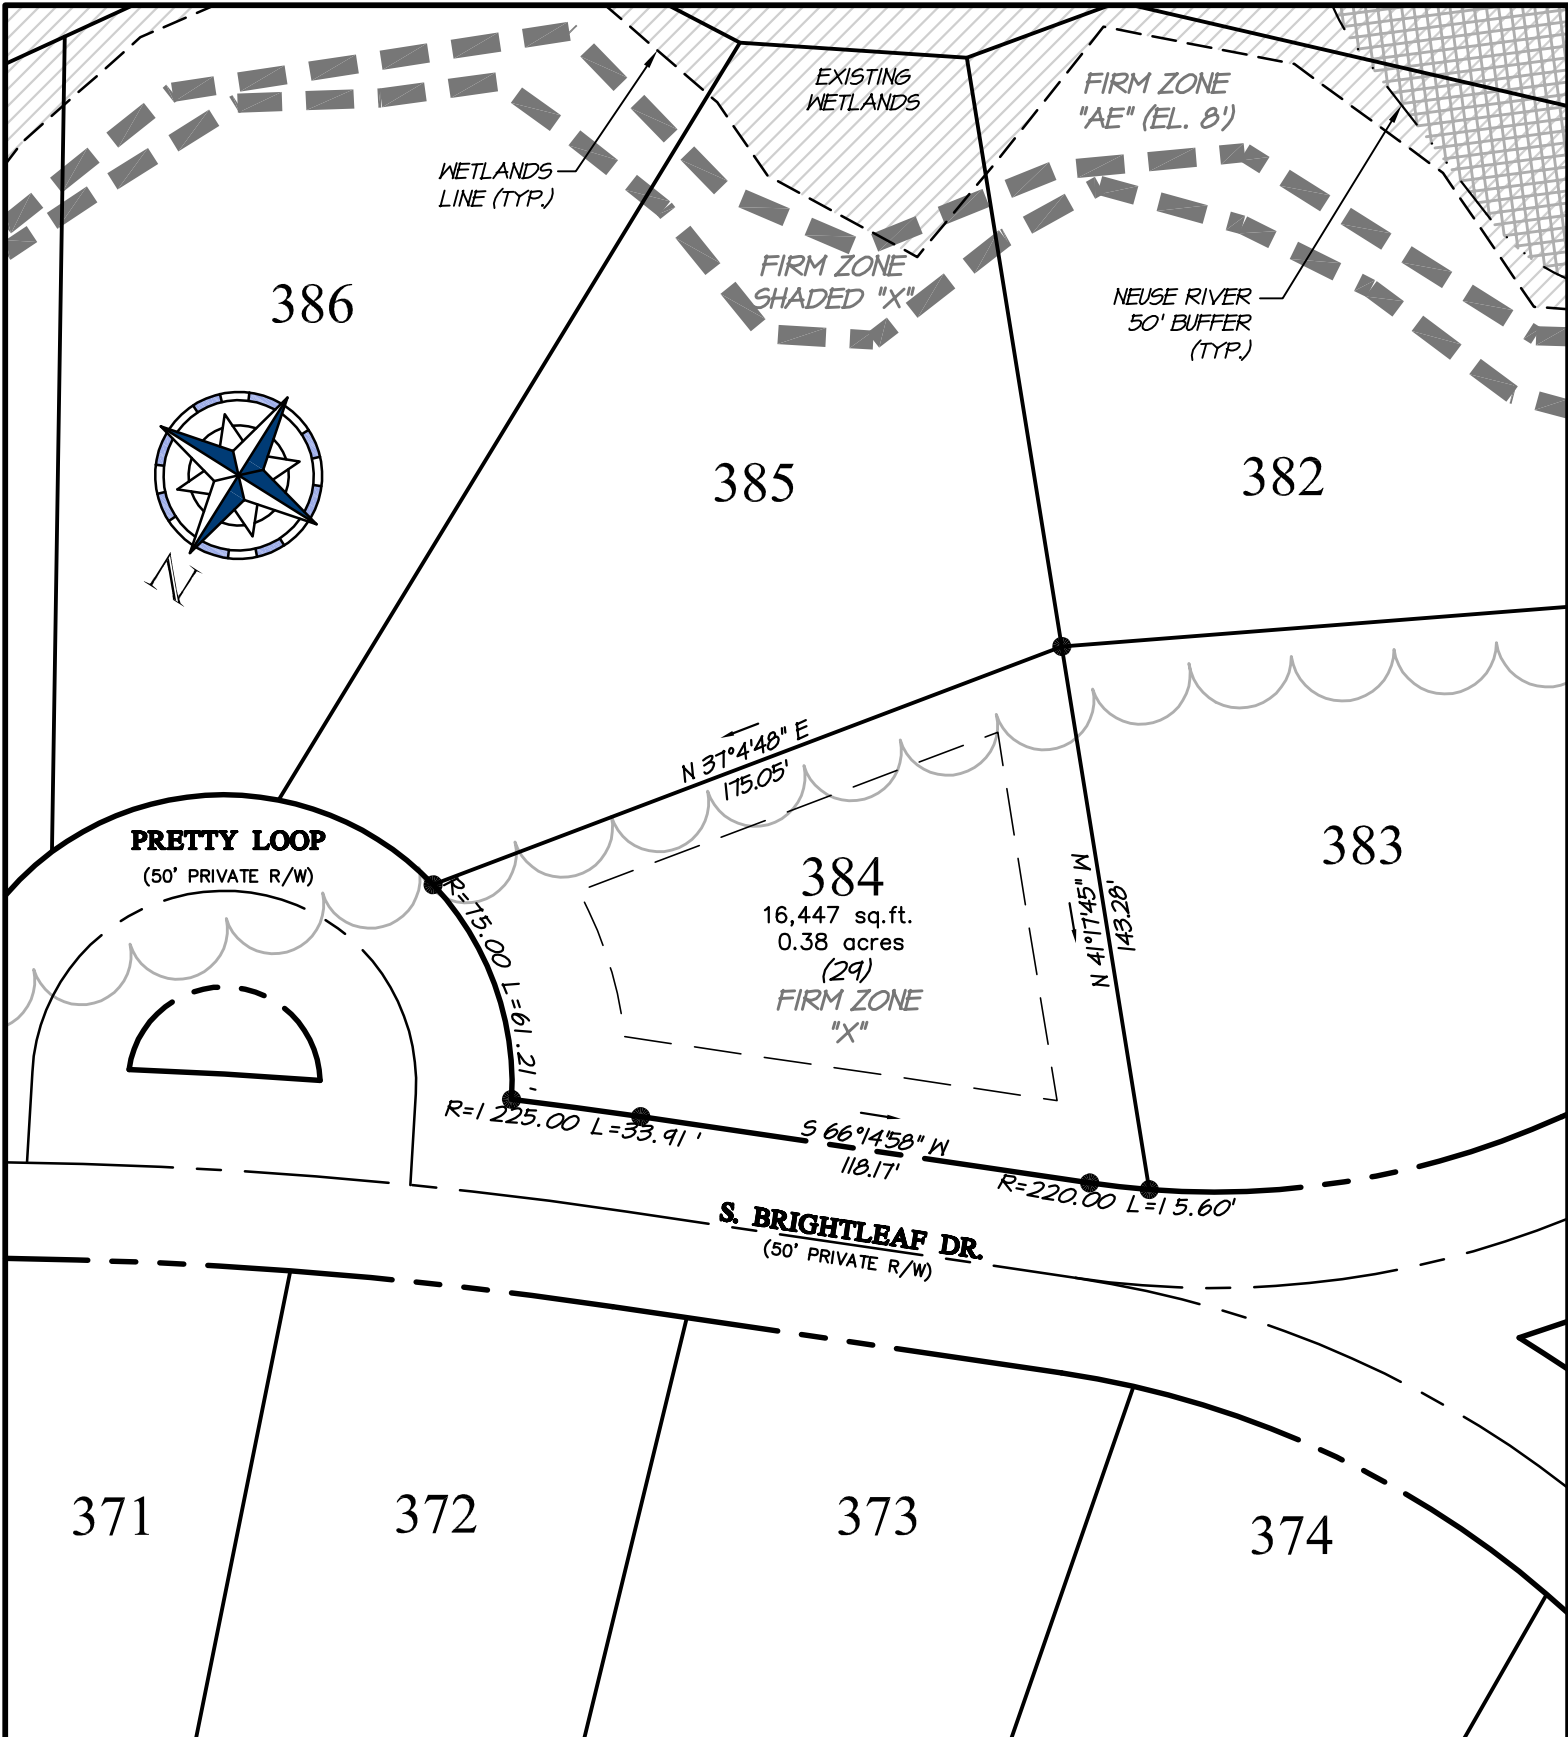 EXISTING
WETLANDS
FIRM ZONE
"AE" (EL. 8')
WETLANDS
LINE (TYP.)
FIRM ZONE
SHADED "X"
NEUSE RIVER
50' BUFFER
(TYP.)
386
385
382
N
N 37°4'48" E
175.05'
PRETTY LOOP
(50' PRIVATE R/W)
R=75.00 L=61.21'
384
16,447 sq.ft.
0.38 acres
(29)
FIRM ZONE
"X"
N 41°17'45" W
143.28'
383
R=1225.00 L=33.91'
S 66°14'58" W
118.17'
R=220.00 L=15.60'
S. BRIGHTLEAF DR.
(50' PRIVATE R/W)
371
372
373
374